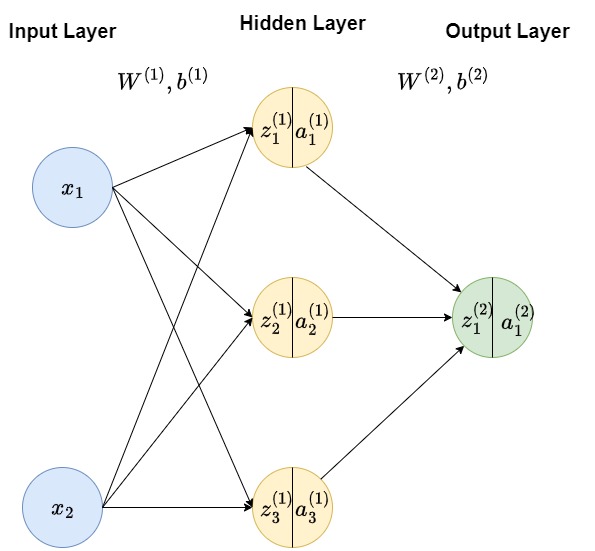 Input Layer
Hidden Layer
Output Layer
W^{(1)}, b^{(1)}
W^{(2)}, b^{(2)}
z_1^{(1)} a_1^{(1)}
x_1
z_2^{(1)} a_2^{(1)}
z_1^{(2)} a_1^{(2)}
x_2
z_3^{(1)} a_3^{(1)}